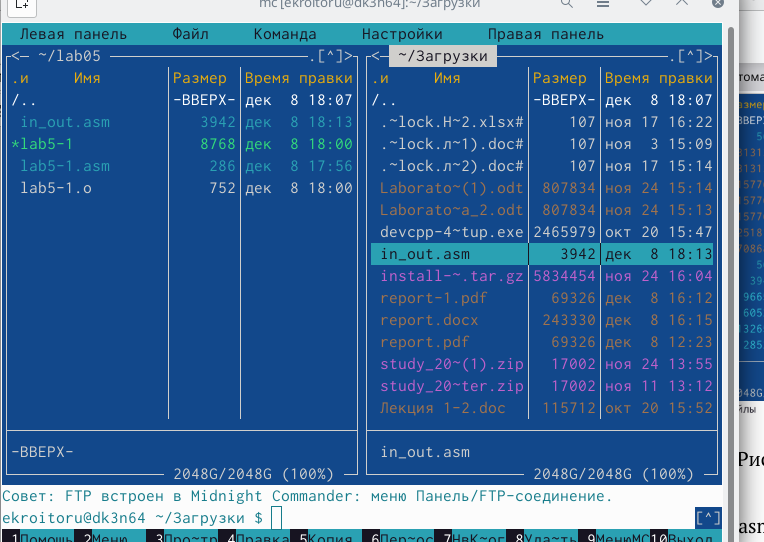 mc [ekroitoru@dk3n64]:~/Загрузки
Левая панель Файл Команда Настройки Правая панель
<— ~/lab05 .[^]> <— ~/Загрузки .[^]>
.и Имя Размер Время правки .и Имя Размер Время правки
/.. -ВВЕРХ- дек 8 18:07 /.. -ВВЕРХ- дек 8 18:07
in_out.asm 3942 дек 8 18:13 .~lock.Н~2.xlsx# 107 ноя 17 16:22
*lab5-1 8768 дек 8 18:00 .~lock.л~1).doc# 107 ноя 3 15:09
lab5-1.asm 286 дек 8 17:56 .~lock.л~2).doc# 107 ноя 17 15:14
lab5-1.o 752 дек 8 18:00 Laborato~(1).odt 807834 ноя 24 15:14
Laborato~a_2.odt 807834 ноя 24 15:13
devcpp-4~tup.exe 2465979 окт 20 15:47
in_out.asm 3942 дек 8 18:13
install-~.tar.gz 5834454 ноя 24 16:04
report-1.pdf 69326 дек 8 16:12
report.docx 243330 дек 8 16:15
report.pdf 69326 дек 8 12:23
study_20~(1).zip 17002 ноя 24 13:55
study_20~ter.zip 17002 ноя 11 13:12
Лекция 1-2.doc 115712 окт 20 15:52
-ВВЕРХ- in_out.asm
2048G/2048G (100%) 2048G/2048G (100%)
Совет: FTP встроен в Midnight Commander: меню Панель/FTP-соединение.
ekroitoru@dk3n64 ~/Загрузки $ [^]
1Помощь 2Меню 3Про~тр 4Правка 5Копия 6Пер~ос 7НвК~ог 8Уда~ть 9МенюMC 10Выход